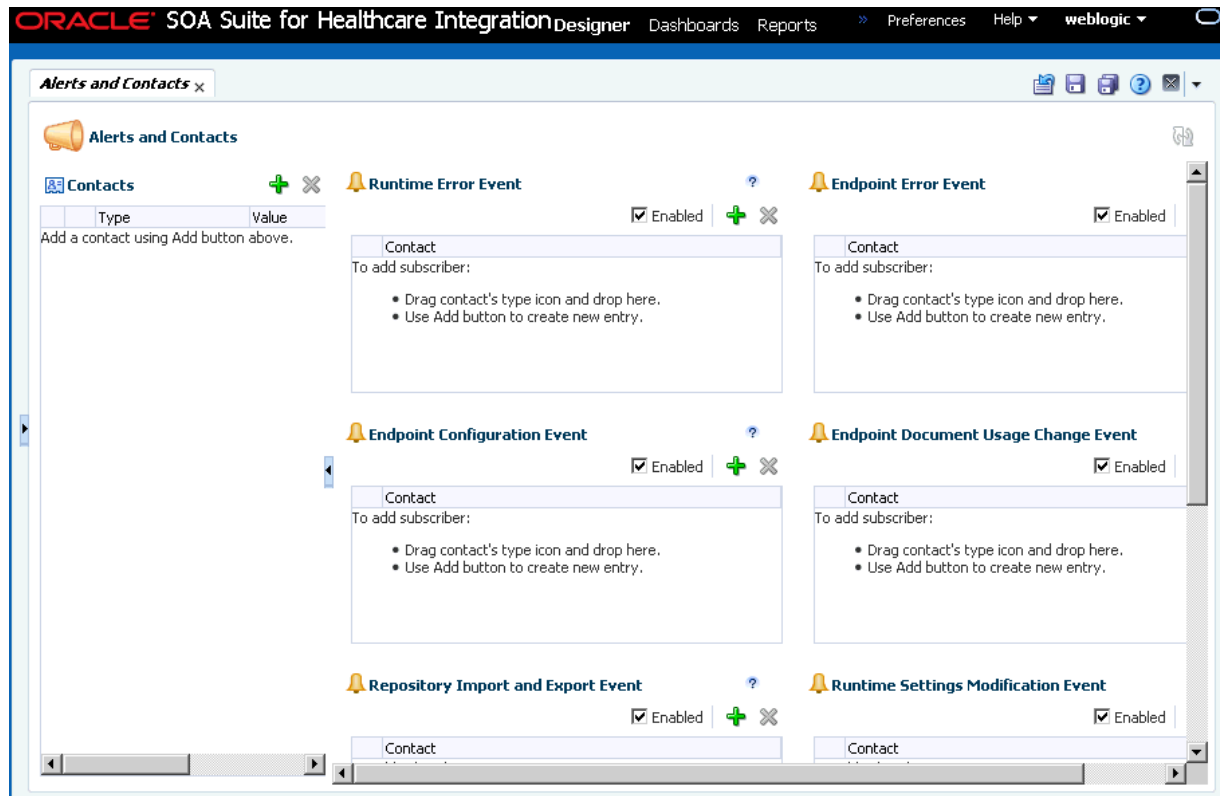 ORACLE SOA Suite for Healthcare Integration Designer Dashboards Reports » Preferences Help weblogic
Alerts and Contacts x
Alerts and Contacts
Contacts
Type Value
Add a contact using Add button above.
Runtime Error Event ?
Enabled
Contact
To add subscriber:
• Drag contact's type icon and drop here.
• Use Add button to create new entry.
Endpoint Error Event
Enabled
Contact
To add subscriber:
• Drag contact's type icon and drop here.
• Use Add button to create new entry.
Endpoint Configuration Event ?
Enabled
Contact
To add subscriber:
• Drag contact's type icon and drop here.
• Use Add button to create new entry.
Endpoint Document Usage Change Event
Enabled
Contact
To add subscriber:
• Drag contact's type icon and drop here.
• Use Add button to create new entry.
Repository Import and Export Event ?
Enabled
Contact
Runtime Settings Modification Event
Enabled
Contact